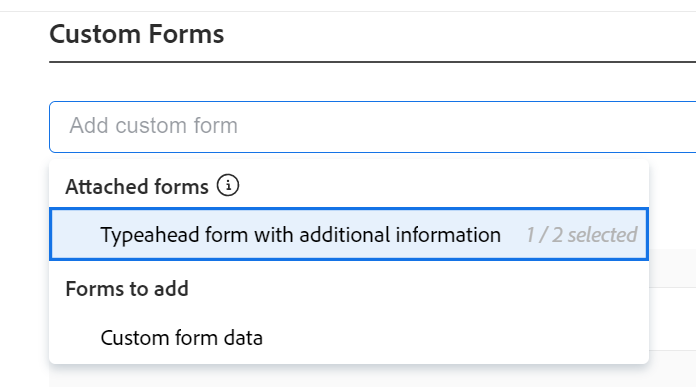 Custom Forms
Add custom form
Attached forms
Typeahead form with additional information 1 / 2 selected
Forms to add
Custom form data